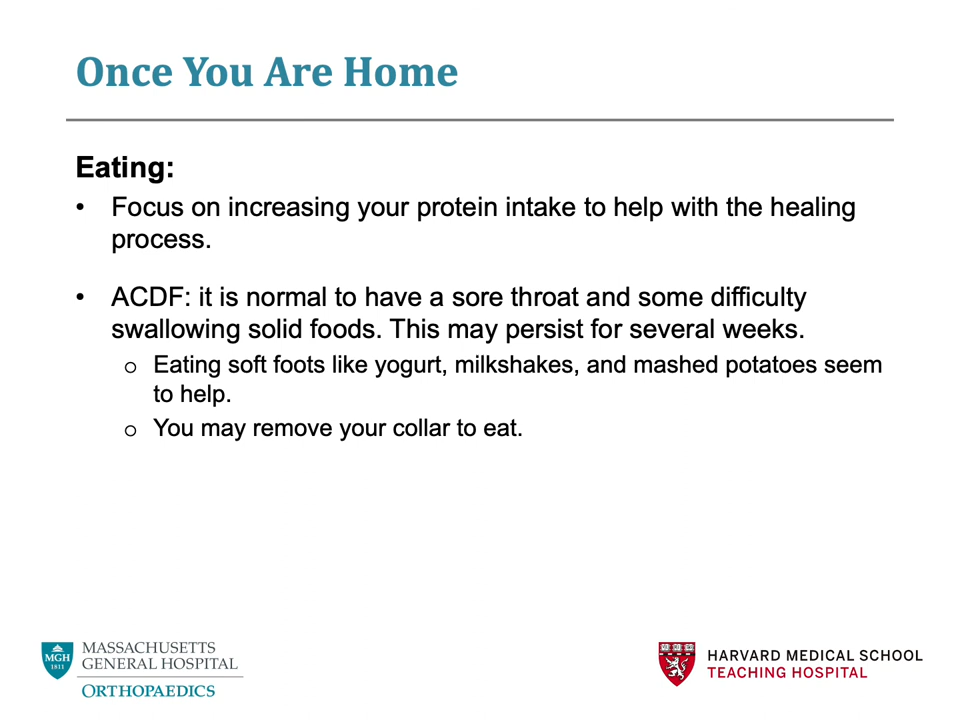 Once You Are Home
Eating:
• Focus on increasing your protein intake to help with the healing
process.
• ACDF: it is normal to have a sore throat and some difficulty
swallowing solid foods. This may persist for several weeks.
o Eating soft foots like yogurt, milkshakes, and mashed potatoes seem
to help.
o You may remove your collar to eat.
MGH
1811
MASSACHUSETTS
GENERAL HOSPITAL
ORTHOPAEDICS
HARVARD MEDICAL SCHOOL
TEACHING HOSPITAL